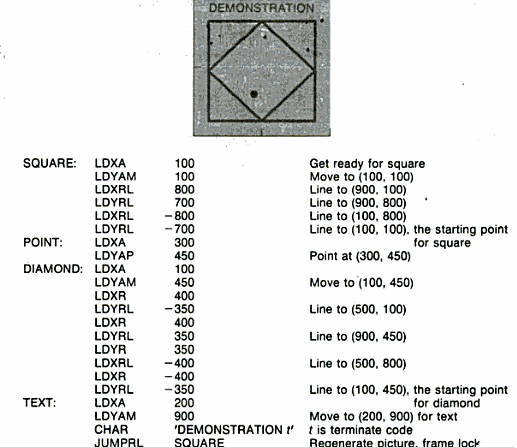 DEMONSTRATION
SQUARE: LDXA 100 Get ready for square
LDYAM 100 Move to (100, 100)
LDXRL 800 Line to (900, 100)
LDYRL 700 Line to (900, 800)
LDXRL −800 Line to (100, 800)
LDYRL −700 Line to (100, 100), the starting point
POINT: LDXA 300 for square
LDYAP 450 Point at (300, 450)
DIAMOND: LDXA 100
LDYAM 450 Move to (100, 450)
LDXR 400
LDYRL −350 Line to (500, 100)
LDXR 400
LDYRL 350 Line to (900, 450)
LDYR 350
LDXRL −400 Line to (500, 800)
LDXR −400
LDYRL −350 Line to (100, 450), the starting point
TEXT: LDXA 200 for diamond
LDYAM 900 Move to (200, 900) for text
CHAR 'DEMONSTRATION t' t is terminate code
JUMPRL SQUARE Regenerate picture, frame lock